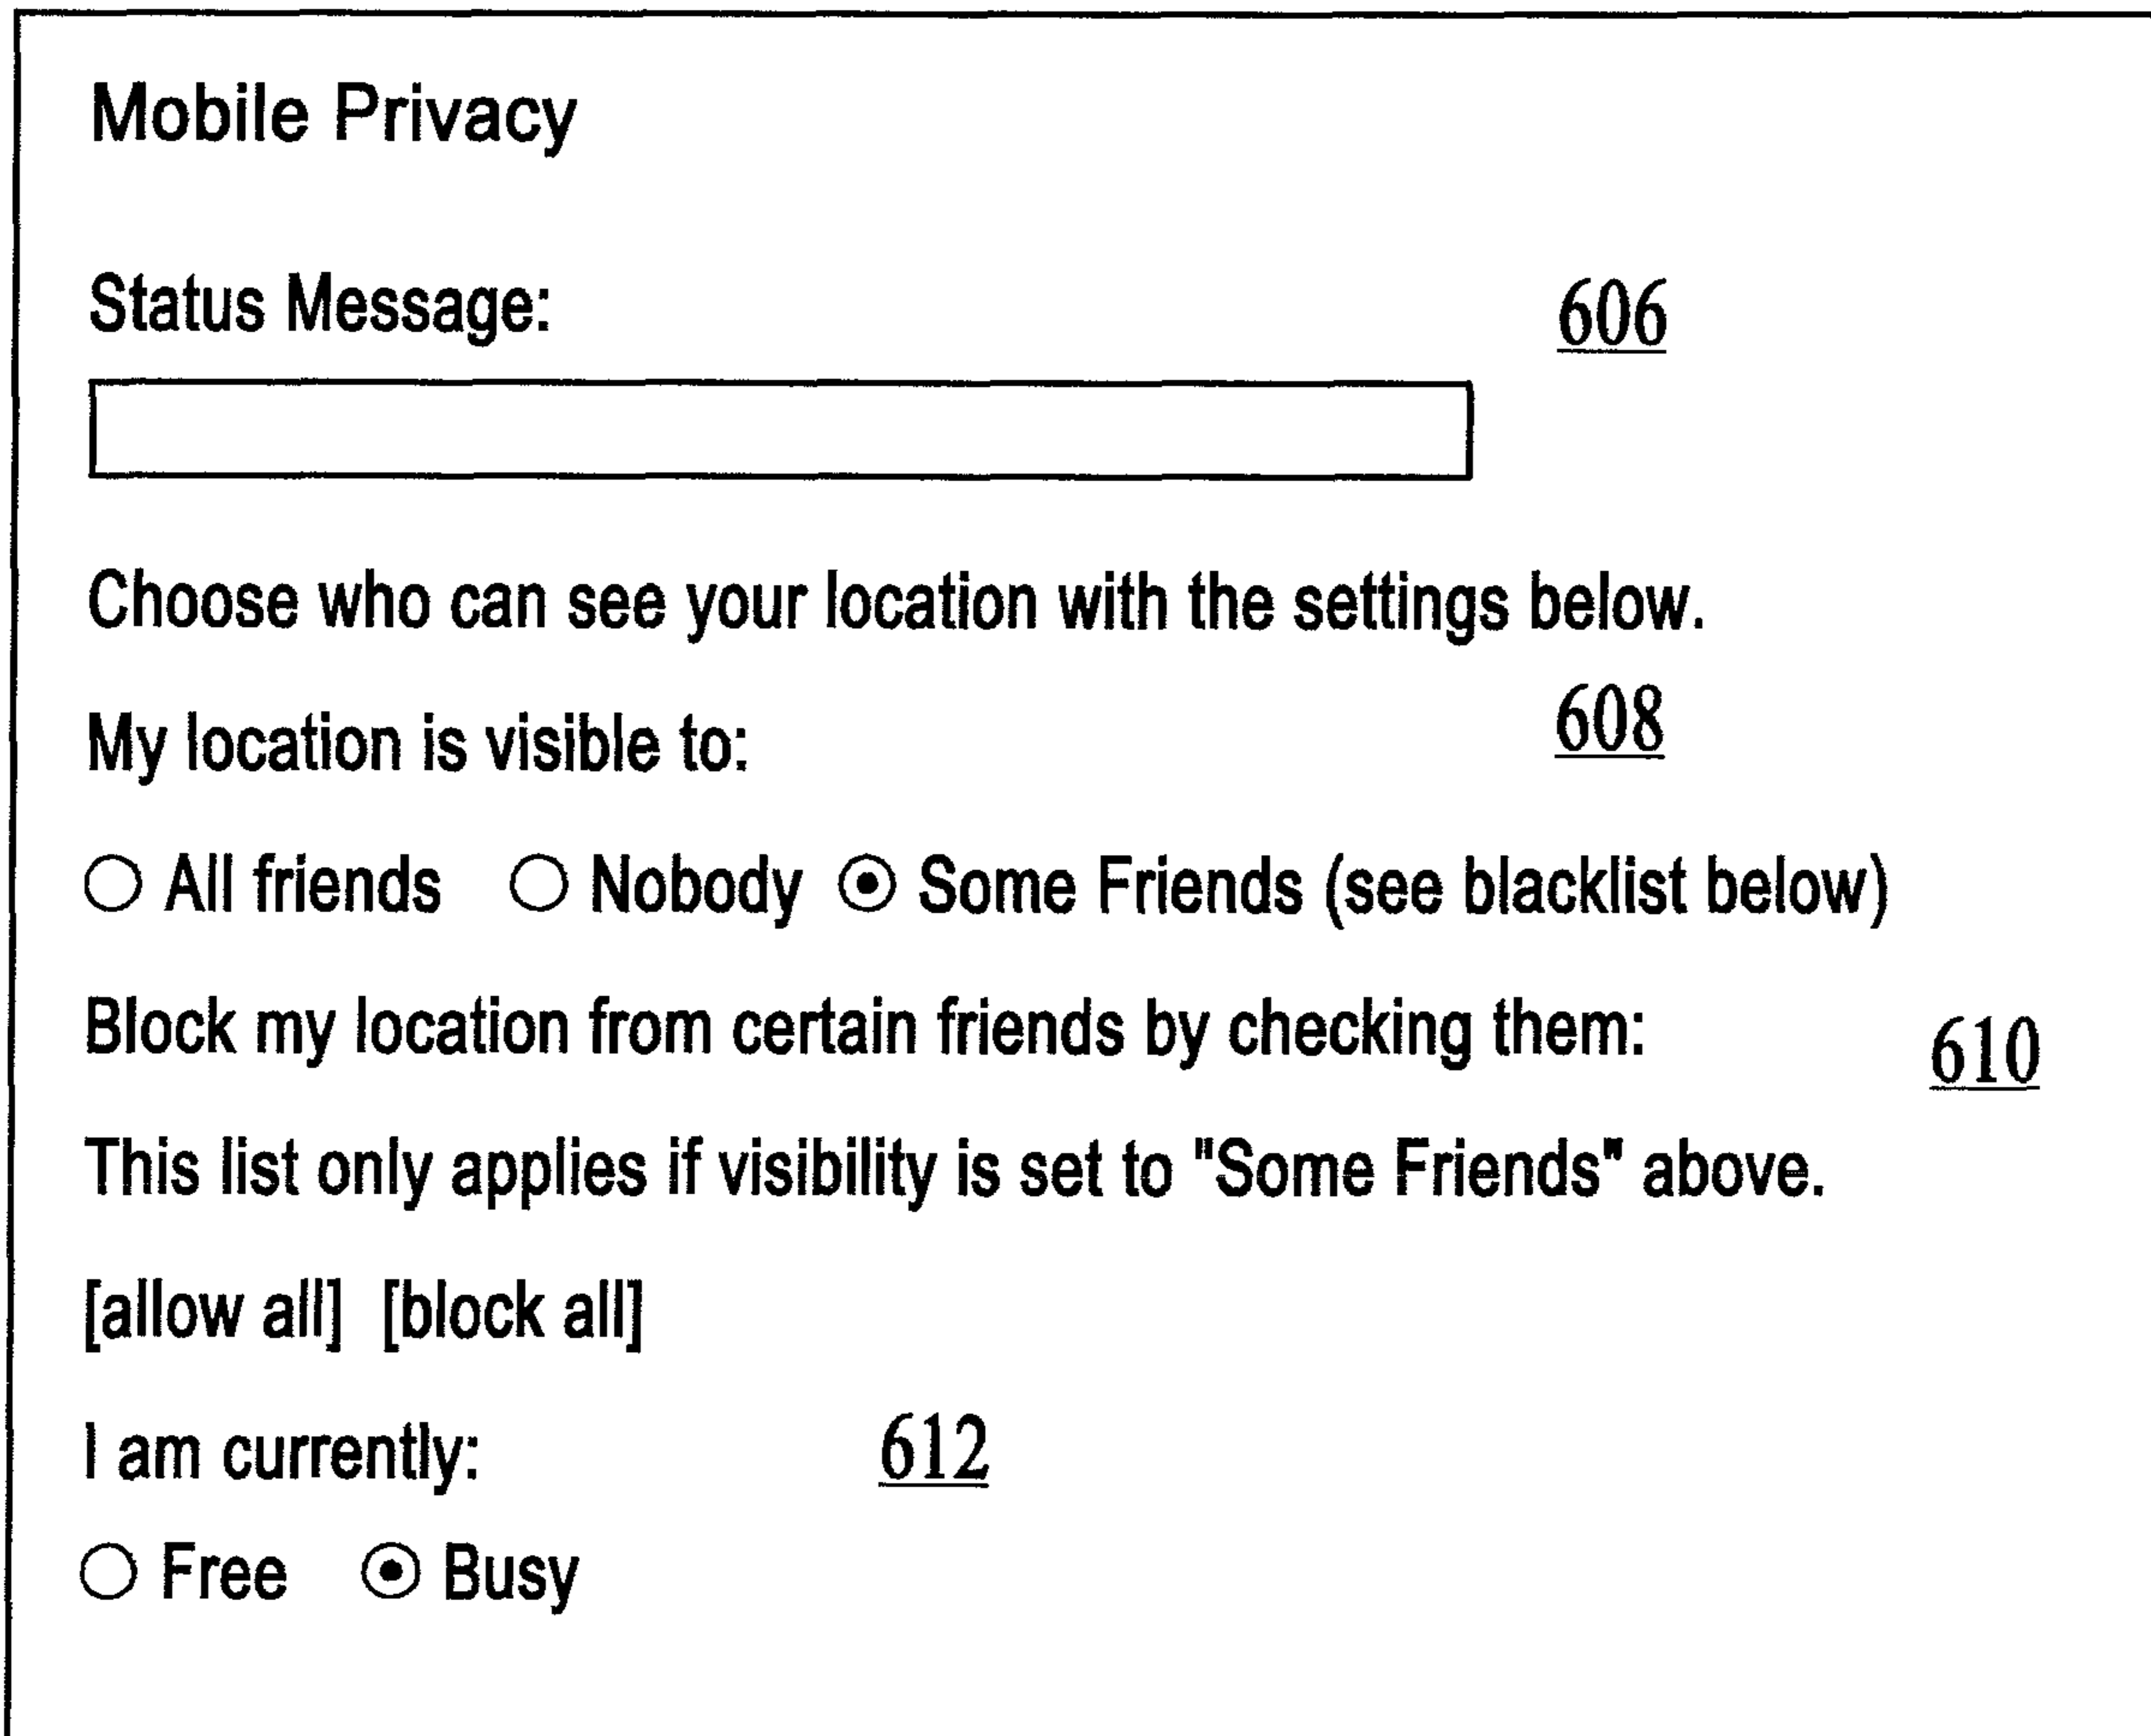 Mobile Privacy
Status Message: 606
Choose who can see your location with the settings below.
My location is visible to: 608
All friends Nobody Some Friends (see blacklist below)
Block my location from certain friends by checking them: 610
This list only applies if visibility is set to "Some Friends" above.
[allow all] [block all]
I am currently: 612
Free Busy